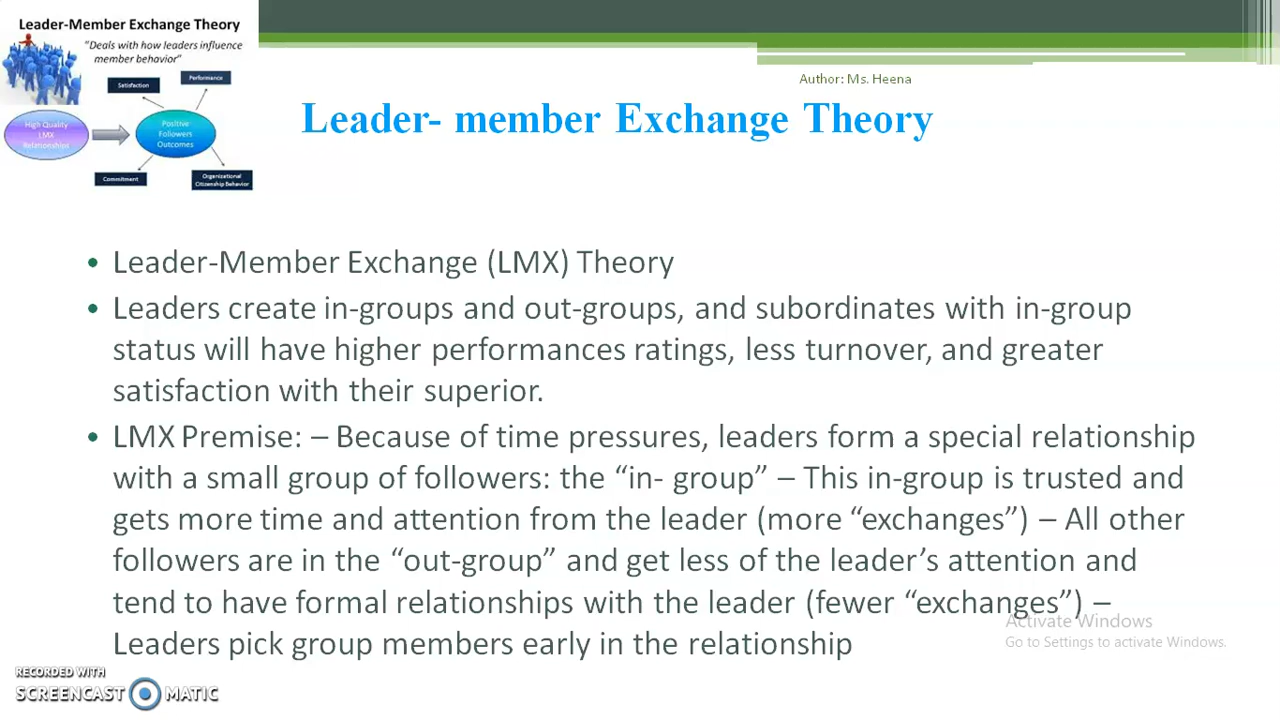 Leader-Member Exchange Theory
"Deals with how leaders influence
member behavior"
Satisfaction
Performance
High Quality
LMX
Relationships
Positive
Followers
Outcomes
Commitment
Organizational
Citizenship Behavior
Author: Ms. Heena
Leader- member Exchange Theory
• Leader-Member Exchange (LMX) Theory
• Leaders create in-groups and out-groups, and subordinates with in-group
status will have higher performances ratings, less turnover, and greater
satisfaction with their superior.
• LMX Premise: – Because of time pressures, leaders form a special relationship
with a small group of followers: the “in- group” – This in-group is trusted and
gets more time and attention from the leader (more “exchanges”) – All other
followers are in the “out-group” and get less of the leader’s attention and
tend to have formal relationships with the leader (fewer “exchanges”) –
Leaders pick group members early in the relationship
Activate Windows
Go to Settings to activate Windows.
RECORDED WITH
SCREENCAST MATIC